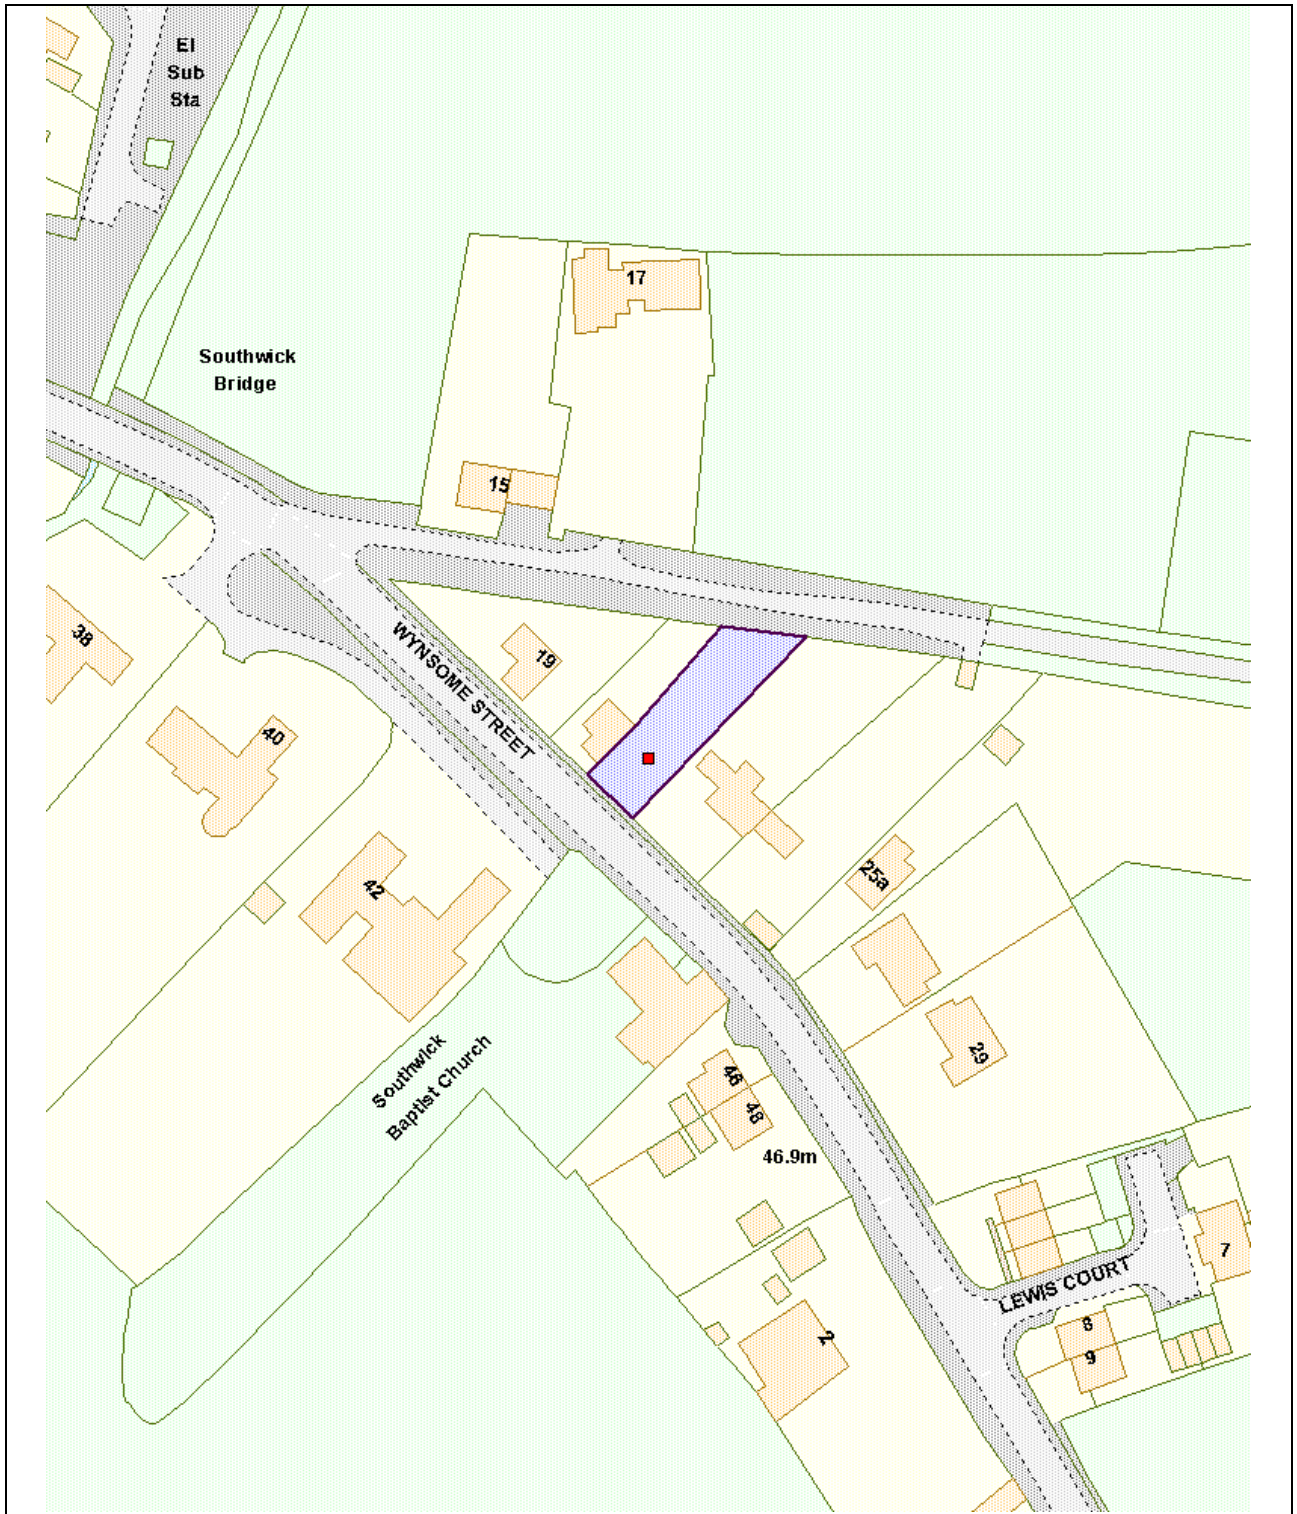 El
Sub
Sta
17
Southwick
Bridge
15
38
WYNSOME STREET
19
40
42
25a
29
Southwick
Baptist Church
46
48
46.9m
7
LEWIS COURT
8
9
2